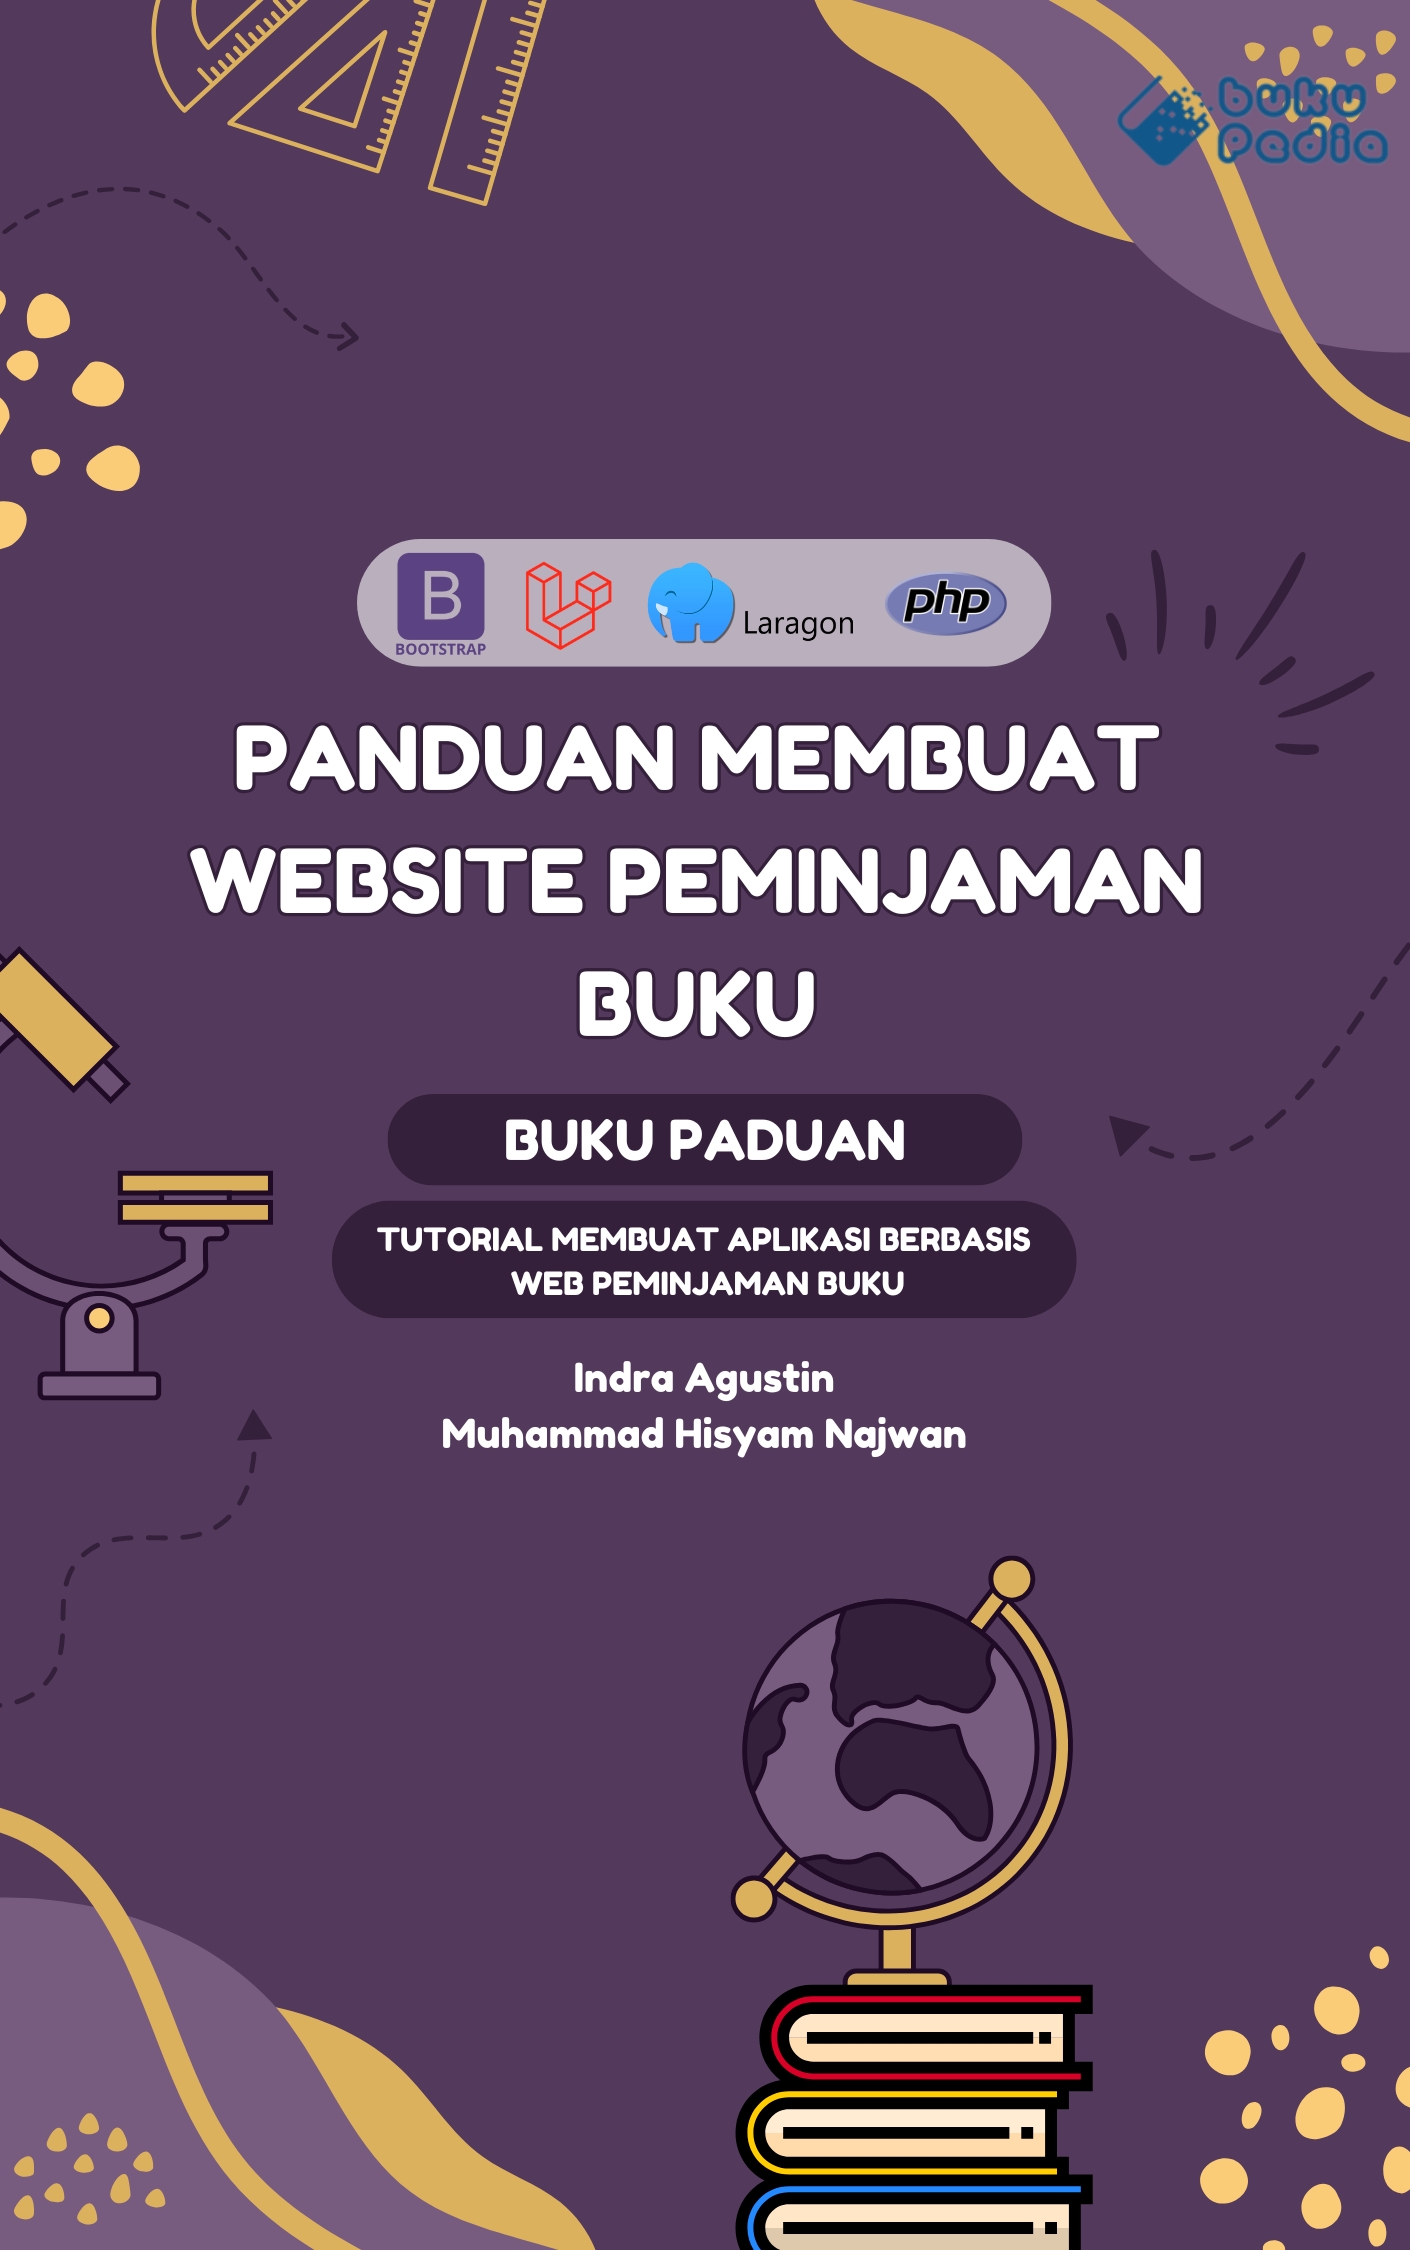 buku
Pedia
B
BOOTSTRAP
Laragon
php
PANDUAN MEMBUAT
WEBSITE PEMINJAMAN
BUKU
BUKU PADUAN
TUTORIAL MEMBUAT APLIKASI BERBASIS
WEB PEMINJAMAN BUKU
Indra Agustin
Muhammad Hisyam Najwan